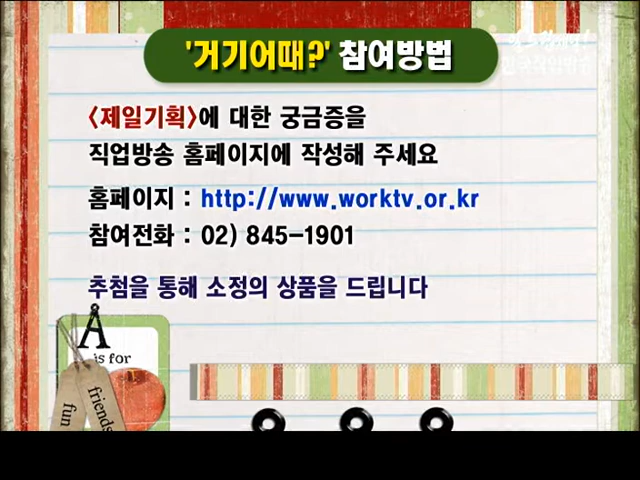 '거기어때?' 참여방법
<제일기획>에 대한 궁금증을
직업방송 홈페이지에 작성해 주세요
홈페이지 : http://www.worktv.or.kr
참여전화 : 02) 845-1901
추첨을 통해 소정의 상품을 드립니다
A
is for
friends
fun